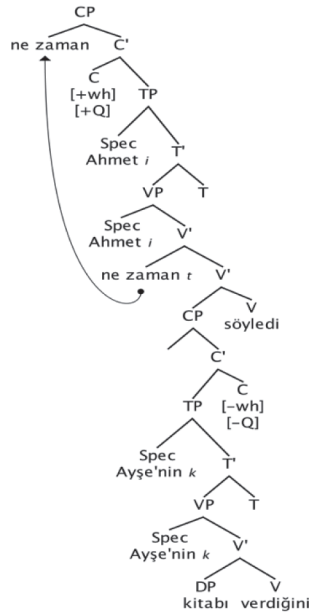 CP
ne zaman C'
C TP
[+wh]
[+Q]
Spec T'
Ahmet i
VP T
Spec V'
Ahmet i
ne zaman t V'
CP V
söyledi
C'
TP C
[−wh]
[−Q]
Spec T'
Ayşe'nin k
VP T
Spec V'
Ayşe'nin k
DP V
kitabı verdiğini